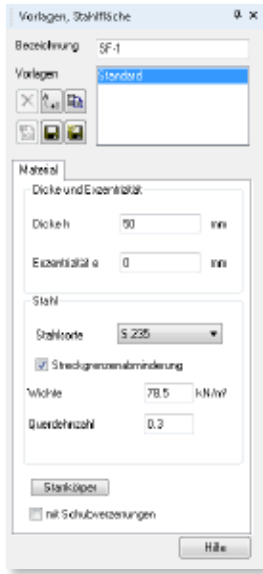 Vorlagen, Stahlfläche
Bezeichnung SF-1
Vorlagen Standard
Material
Dicke und Exzentrizität
Dicke h 50 mm
Exzentrizität e 0 mm
Stahl
Stahlsorte S 235
Streckgrenzenabminderung
Wichte 78.5 kN/m³
Querdehnzahl 0.3
Starrkörper
mit Schubverzerrungen
Hilfe